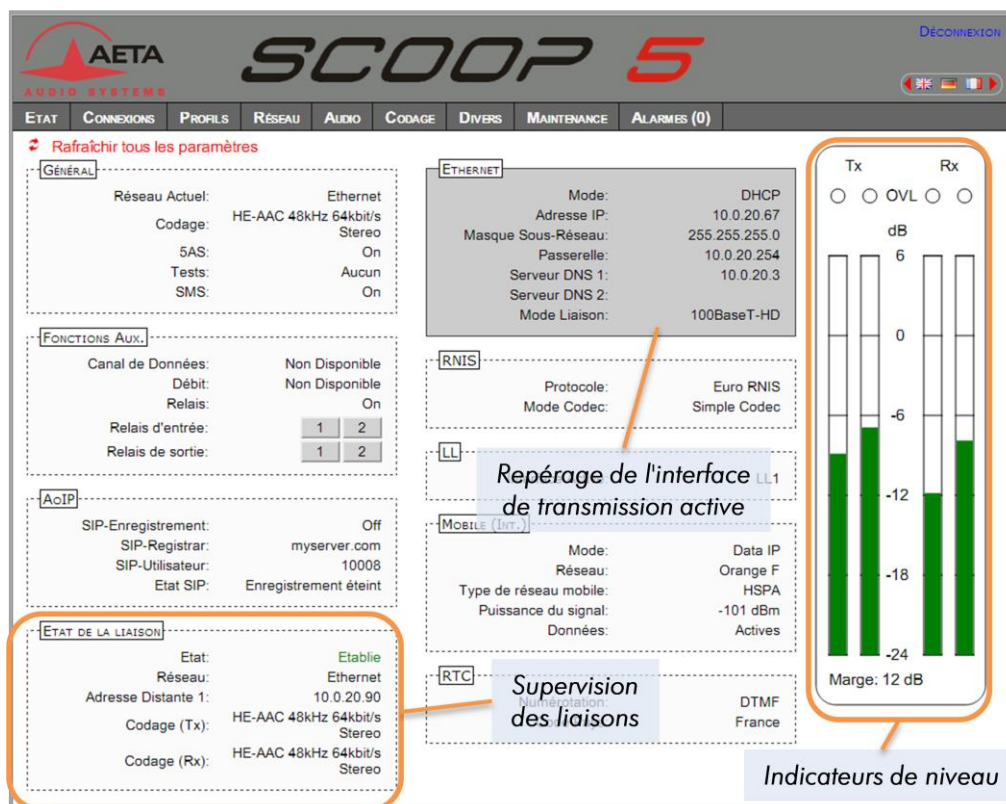 AETA
AUDIO SYSTEMS
SCOOP 5
DÉCONNEXION
ETAT CONNEXIONS PROFILS RÉSEAU AUDIO CODAGE DIVERS MAINTENANCE ALARMES (0)
Rafraîchir tous les paramètres
GÉNÉRAL
Réseau Actuel: Ethernet
Codage: HE-AAC 48kHz 64kbit/s
Stereo
5AS: On
Tests: Aucun
SMS: On
FONCTIONS AUX.
Canal de Données: Non Disponible
Débit: Non Disponible
Relais: On
Relais d'entrée: 1 2
Relais de sortie: 1 2
AOIP
SIP-Enregistrement: Off
SIP-Registrar: myserver.com
SIP-Utilisateur: 10008
Etat SIP: Enregistrement éteint
ETAT DE LA LIAISON
Etat: Etablie
Réseau: Ethernet
Adresse Distante 1: 10.0.20.90
Codage (Tx): HE-AAC 48kHz 64kbit/s
Stereo
Codage (Rx): HE-AAC 48kHz 64kbit/s
Stereo
ETHERNET
Mode: DHCP
Adresse IP: 10.0.20.67
Masque Sous-Réseau: 255.255.255.0
Passerelle: 10.0.20.254
Serveur DNS 1: 10.0.20.3
Serveur DNS 2:
Mode Liaison: 100BaseT-HD
RNIS
Protocole: Euro RNIS
Mode Codec: Simple Codec
LL
LL1
Repérage de l'interface
de transmission active
MOBILE (INT.)
Mode: Data IP
Réseau: Orange F
Type de réseau mobile: HSPA
Puissance du signal: -101 dBm
Données: Actives
RTC
Numérotation: DTMF
France
Supervision
des liaisons
Tx Rx
OVL
dB
6
0
-6
-12
-18
-24
Marge: 12 dB
Indicateurs de niveau